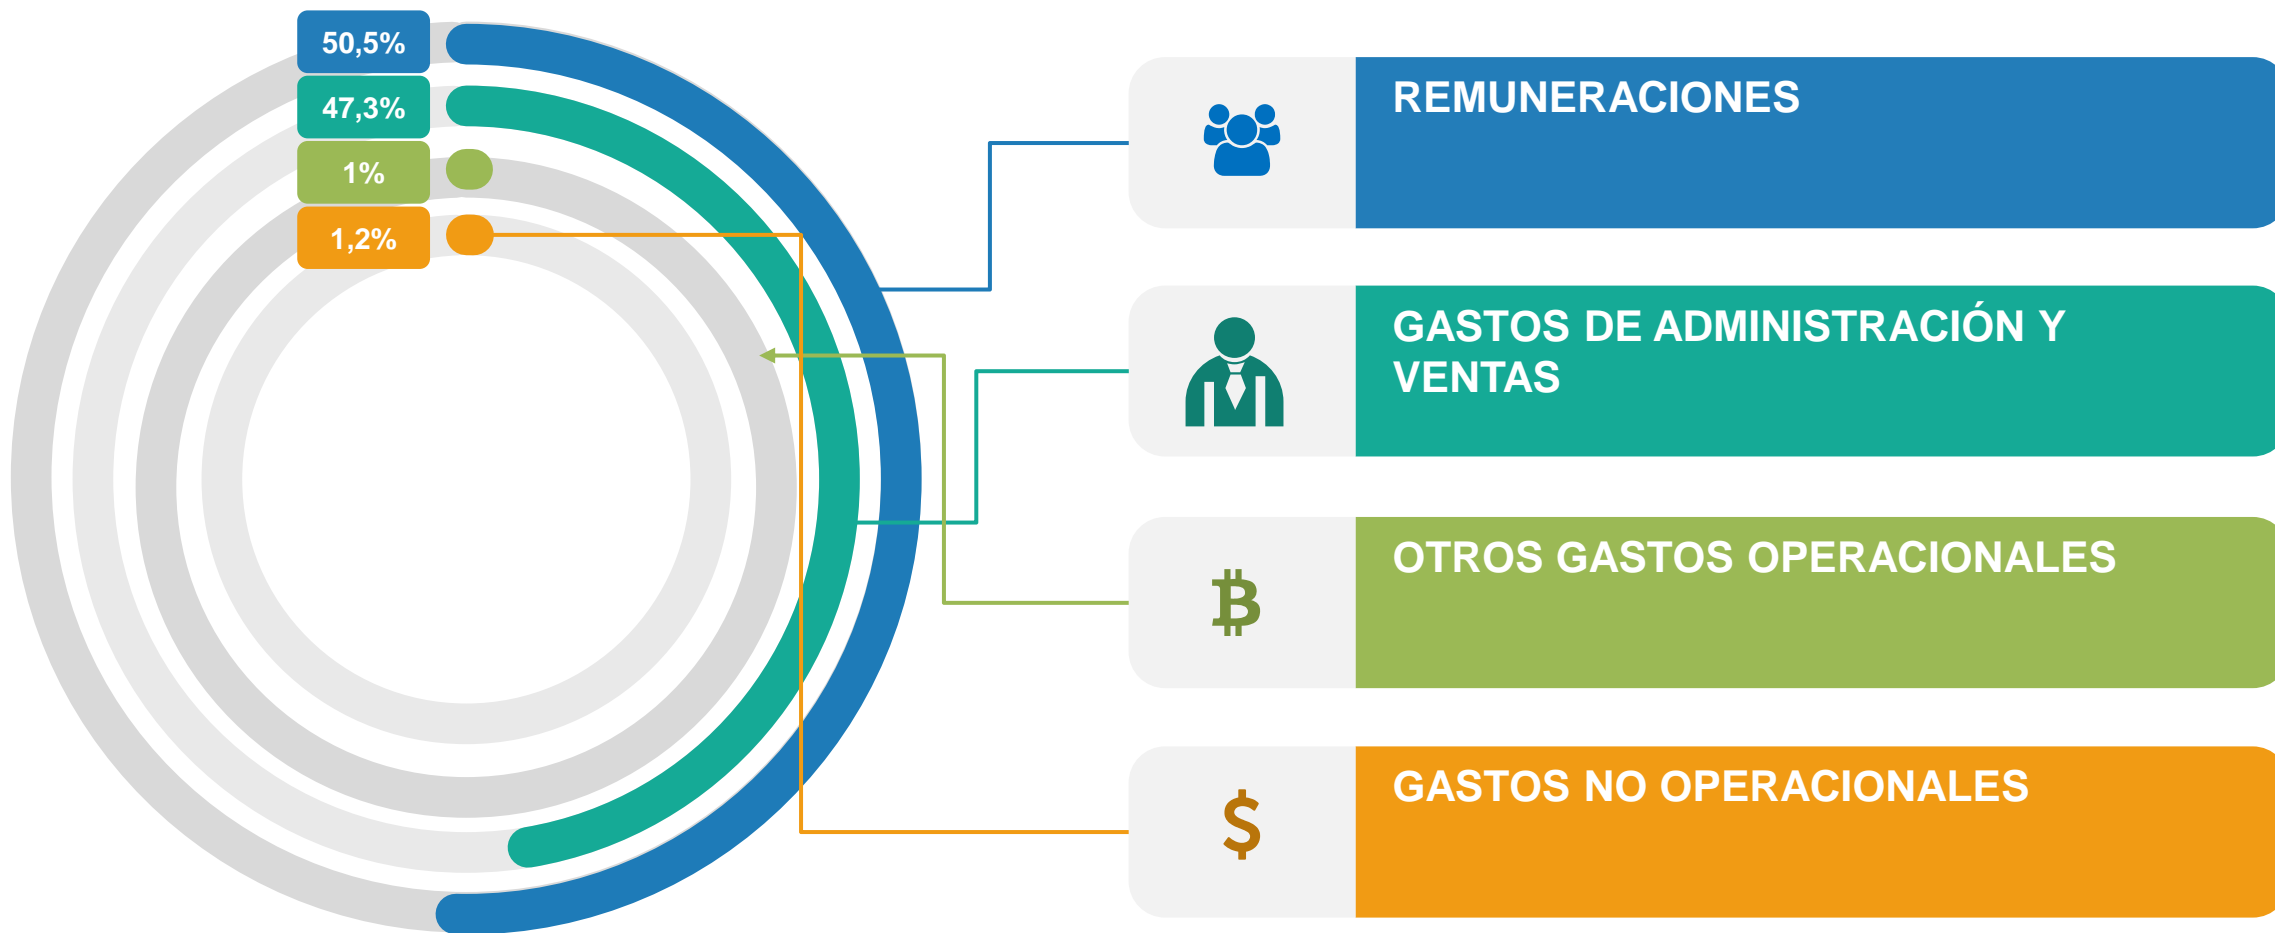 50,5%
47,3%
1%
1,2%
REMUNERACIONES
GASTOS DE ADMINISTRACIÓN Y
VENTAS
OTROS GASTOS OPERACIONALES
GASTOS NO OPERACIONALES